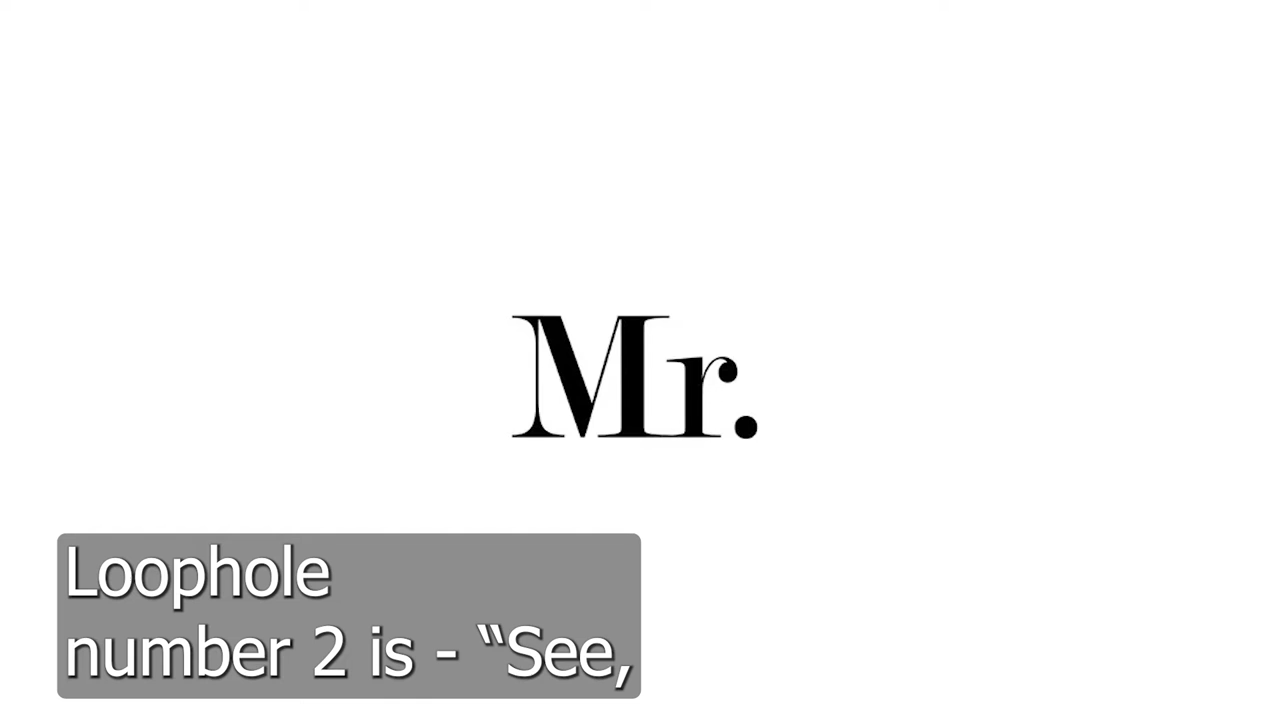 Mr.
Loophole
number 2 is - “See,